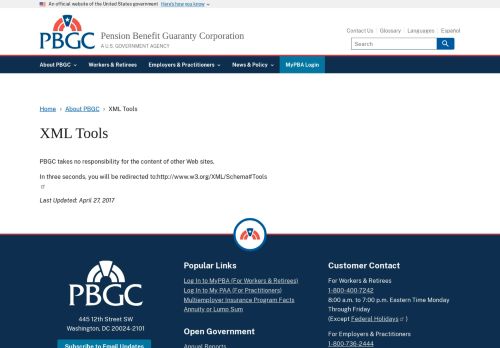 An official website of the United States government Here's how you know
PBGC
Pension Benefit Guaranty Corporation
A U.S. GOVERNMENT AGENCY
Contact Us Glossary Languages Español
Search
About PBGC Workers & Retirees Employers & Practitioners News & Policy MyPBA Login
Home › About PBGC › XML Tools
XML Tools
PBGC takes no responsibility for the content of other Web sites.
In three seconds, you will be redirected to:http://www.w3.org/XML/Schema#Tools
Last Updated: April 27, 2017
PBGC
445 12th Street SW
Washington, DC 20024-2101
Subscribe to Email Updates
Popular Links
Log In to MyPBA (For Workers & Retirees)
Log In to My PAA (For Practitioners)
Multiemployer Insurance Program Facts
Annuity or Lump Sum
Open Government
Annual Reports
Customer Contact
For Workers & Retirees
1-800-400-7242
8:00 a.m. to 7:00 p.m. Eastern Time Monday
Through Friday
(Except Federal Holidays )
For Employers & Practitioners
1-800-736-2444